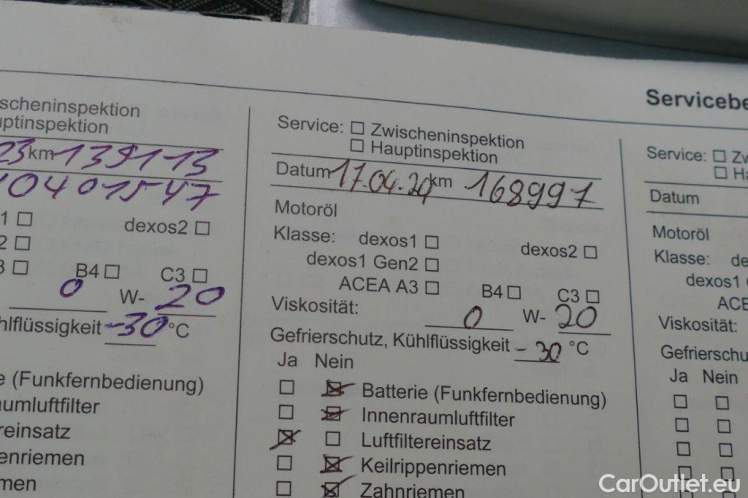 Servicebe
scheninspektion
uptinspektion
23 km 139113
10401547
1 ☐ dexos2 ☐
2 ☐
3 ☐ B4 ☐ C3 ☐
0 W- 20
hlflüssigkeit -30 °C
e (Funkfernbedienung)
umluftfilter
reinsatz
enriemen
men
Service: ☐ Zwischeninspektion
☐ Hauptinspektion
Datum 17.04.24 km 168997
Motoröl
Klasse: dexos1 ☐ dexos2 ☐
dexos1 Gen2 ☐
ACEA A3 ☐ B4 ☐ C3 ☐
Viskosität: 0 W- 20
Gefrierschutz, Kühlflüssigkeit -30 °C
Ja Nein
☐ ☒ Batterie (Funkfernbedienung)
☐ ☒ Innenraumluftfilter
☒ ☐ Luftfiltereinsatz
☐ ☒ Keilrippenriemen
☐ ☒ Zahnriemen
Service: ☐ Zw
☐ Ha
Datum
Motoröl
Klasse: de
dexos1
ACE
Viskosität:
Gefrierschu
Ja Nein
☐ ☐
☐ ☐
☐ ☐
☐ ☐
CarOutlet.eu